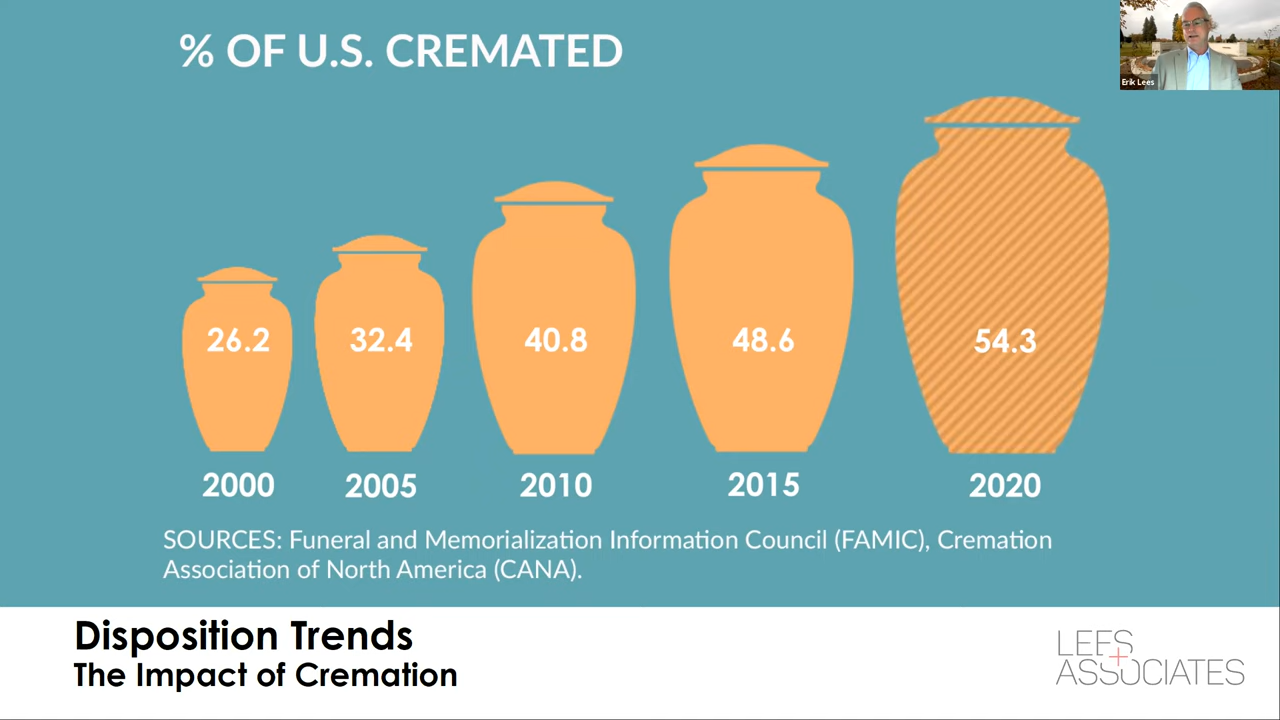 % OF U.S. CREMATED
Erik Lees
26.2
32.4
40.8
48.6
54.3
2000
2005
2010
2015
2020
SOURCES: Funeral and Memorialization Information Council (FAMIC), Cremation
Association of North America (CANA).
Disposition Trends
The Impact of Cremation
LEES
+
ASSOCIATES